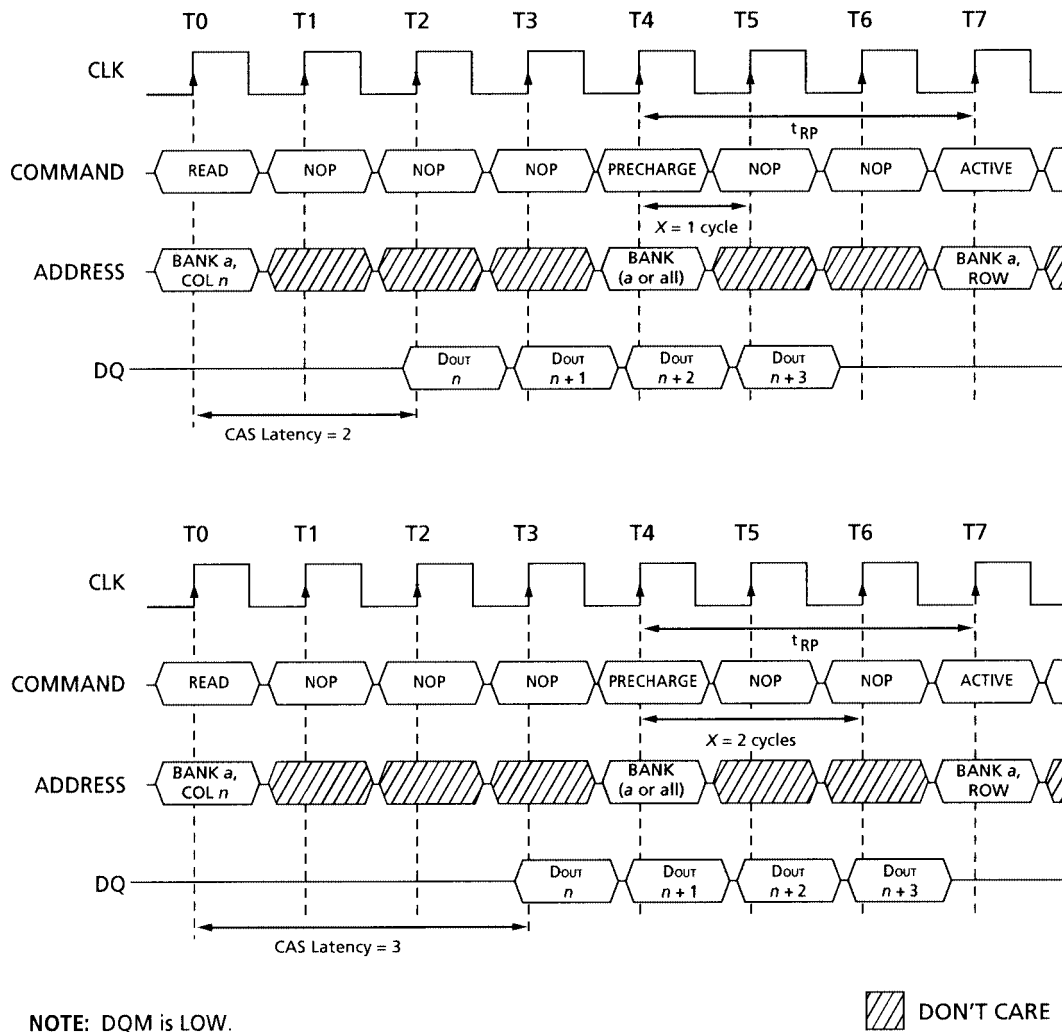 T0 T1 T2 T3 T4 T5 T6 T7
CLK
tRP
COMMAND READ NOP NOP NOP PRECHARGE NOP NOP ACTIVE
X = 1 cycle
ADDRESS BANK a, COL n BANK (a or all) BANK a, ROW
DQ DOUT n DOUT n + 1 DOUT n + 2 DOUT n + 3
CAS Latency = 2
T0 T1 T2 T3 T4 T5 T6 T7
CLK
tRP
COMMAND READ NOP NOP NOP PRECHARGE NOP NOP ACTIVE
X = 2 cycles
ADDRESS BANK a, COL n BANK (a or all) BANK a, ROW
DQ DOUT n DOUT n + 1 DOUT n + 2 DOUT n + 3
CAS Latency = 3
NOTE: DQM is LOW.
DON'T CARE